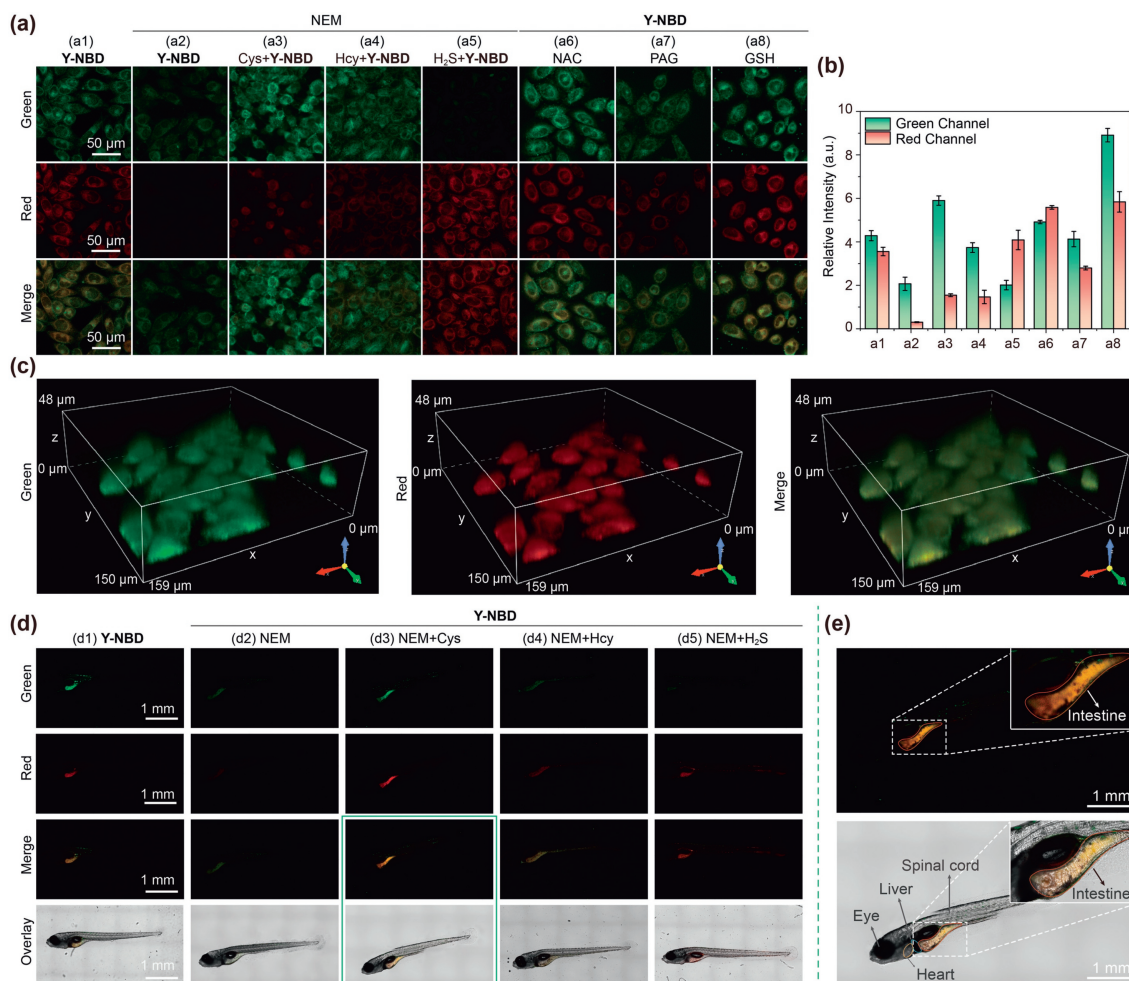 (a)
NEM
Y-NBD
(a1)
Y-NBD
(a2)
Y-NBD
(a3)
Cys+Y-NBD
(a4)
Hcy+Y-NBD
(a5)
H₂S+Y-NBD
(a6)
NAC
(a7)
PAG
(a8)
GSH
Green
50 µm
Red
50 µm
Merge
50 µm
(b)
Relative Intensity (a.u.)
10
8
6
4
2
0
Green Channel
Red Channel
a1 a2 a3 a4 a5 a6 a7 a8
(c)
Green
48 µm
z
0 µm
y
150 µm
159 µm
x
0 µm
Red
48 µm
z
0 µm
y
150 µm
159 µm
x
0 µm
Merge
48 µm
z
0 µm
y
150 µm
159 µm
x
0 µm
(d)
Y-NBD
(d1) Y-NBD
(d2) NEM
(d3) NEM+Cys
(d4) NEM+Hcy
(d5) NEM+H₂S
Green
1 mm
Red
1 mm
Merge
1 mm
Overlay
1 mm
(e)
Intestine
1 mm
Spinal cord
Liver
Eye
Heart
Intestine
1 mm